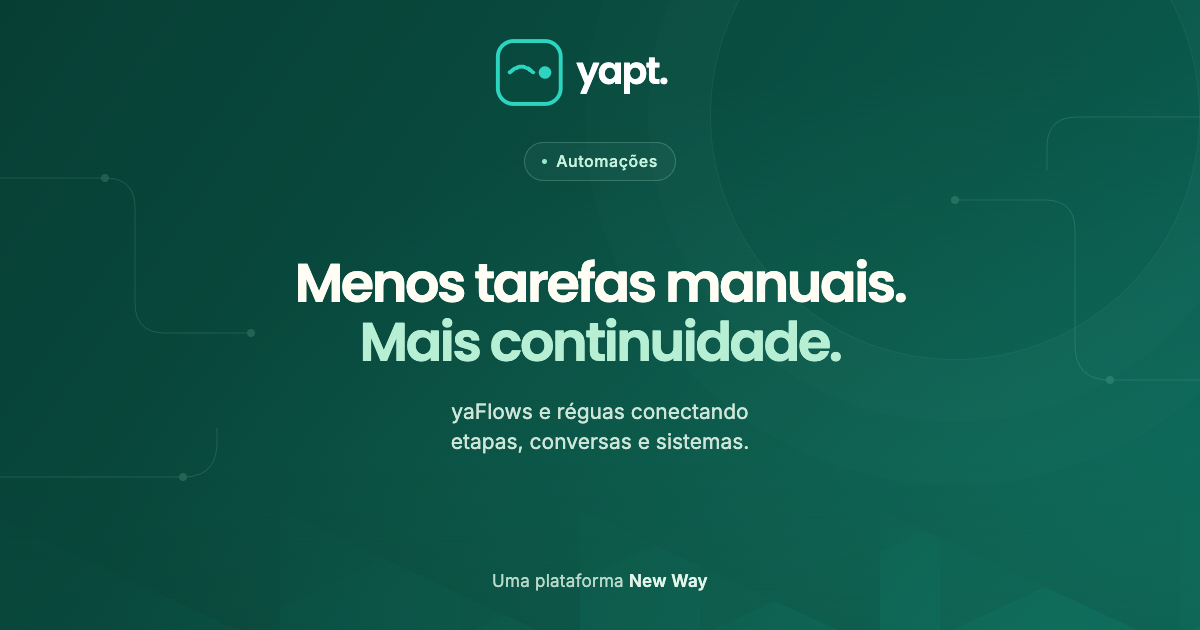 yapt.
• Automações
Menos tarefas manuais.
Mais continuidade.
yaFlows e réguas conectando
etapas, conversas e sistemas.
Uma plataforma New Way